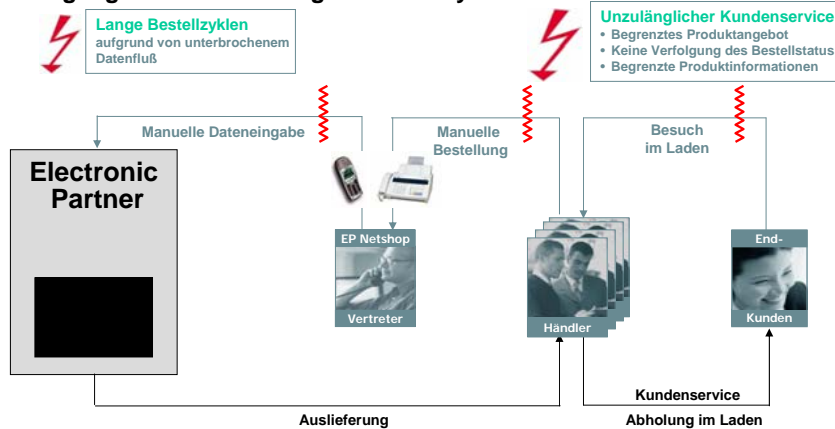 Lange Bestellzyklen
aufgrund von unterbrochenem
Datenfluß
Unzulänglicher Kundenservice
• Begrenztes Produktangebot
• Keine Verfolgung des Bestellstatus
• Begrenzte Produktinformationen
Manuelle Dateneingabe
Manuelle
Bestellung
Besuch
im Laden
Electronic
Partner
EP Netshop
Vertreter
Händler
End-
Kunden
Kundenservice
Auslieferung
Abholung im Laden